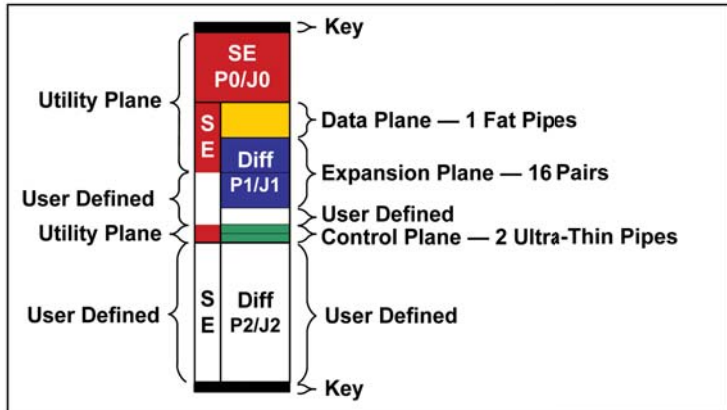 Key
SE
P0/J0
Utility Plane
S
E
Data Plane — 1 Fat Pipes
Diff
P1/J1
Expansion Plane — 16 Pairs
User Defined
User Defined
Utility Plane
Control Plane — 2 Ultra-Thin Pipes
S
E
Diff
P2/J2
User Defined
User Defined
Key